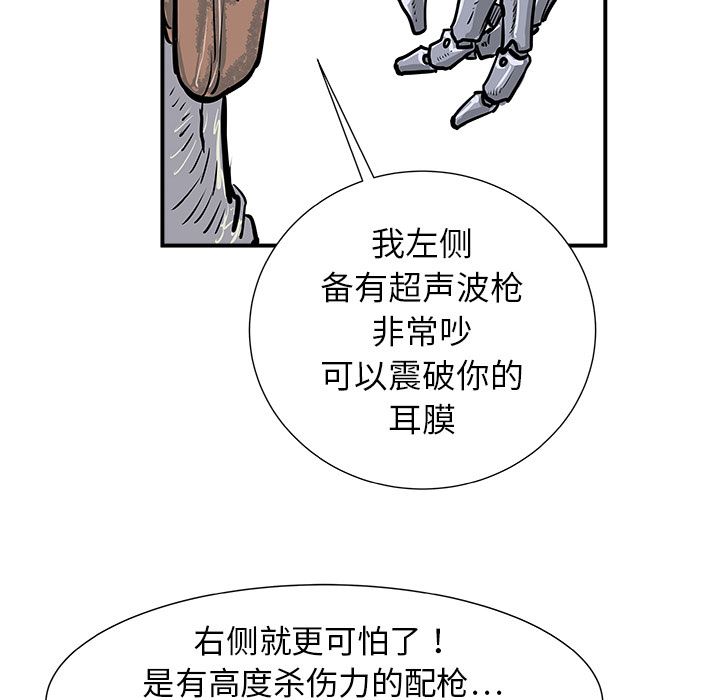 我左侧
备有超声波枪
非常吵
可以震破你的
耳膜
右侧就更可怕了！
是有高度杀伤力的配枪...